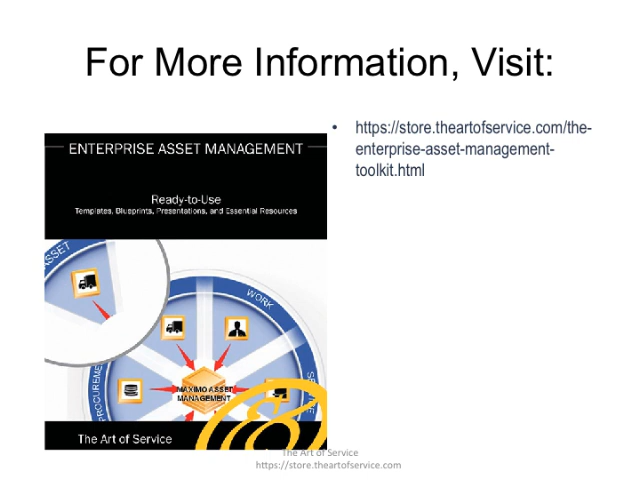 For More Information, Visit:
• https://store.theartofservice.com/the-
enterprise-asset-management-
toolkit.html
ENTERPRISE ASSET MANAGEMENT
Ready-to-Use
Templates, Blueprints, Presentations, and Essential Resources
ASSET
WORK
PROCUREME
MAXIMO ASSET
MANAGEMENT
The Art of Service
The Art of Service
https://store.theartofservice.com